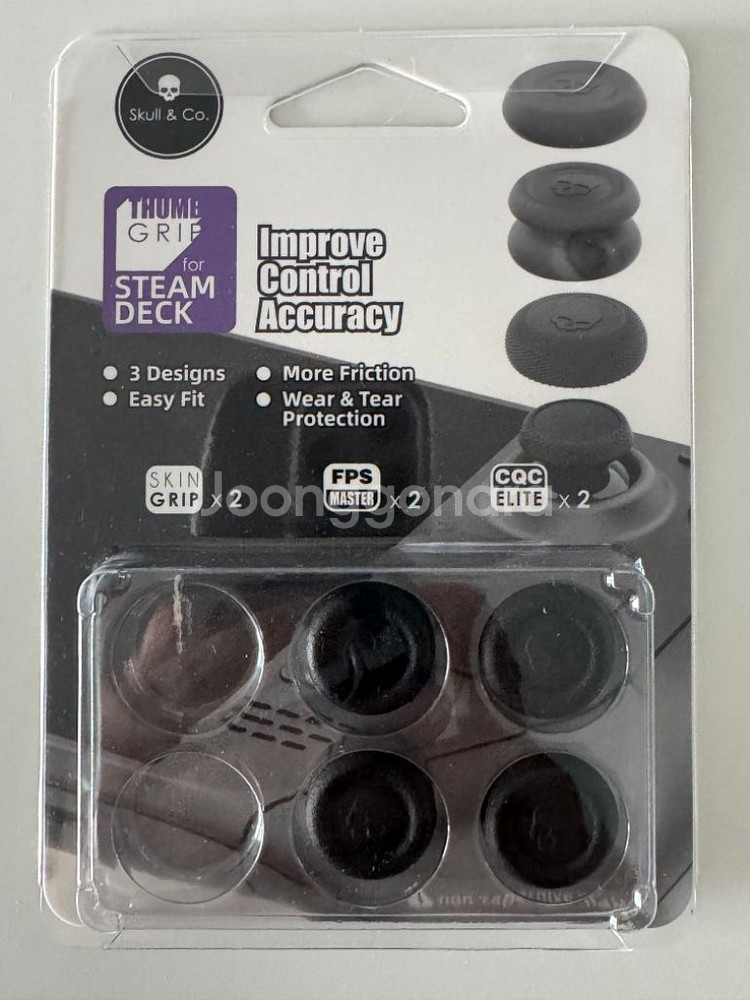 Skull & Co.
THUMB
GRIP
for
STEAM
DECK
Improve
Control
Accuracy
3 Designs
Easy Fit
More Friction
Wear & Tear
Protection
SKIN
GRIP x 2
FPS
MASTER x 2
CQC
ELITE x 2
Joonggonara